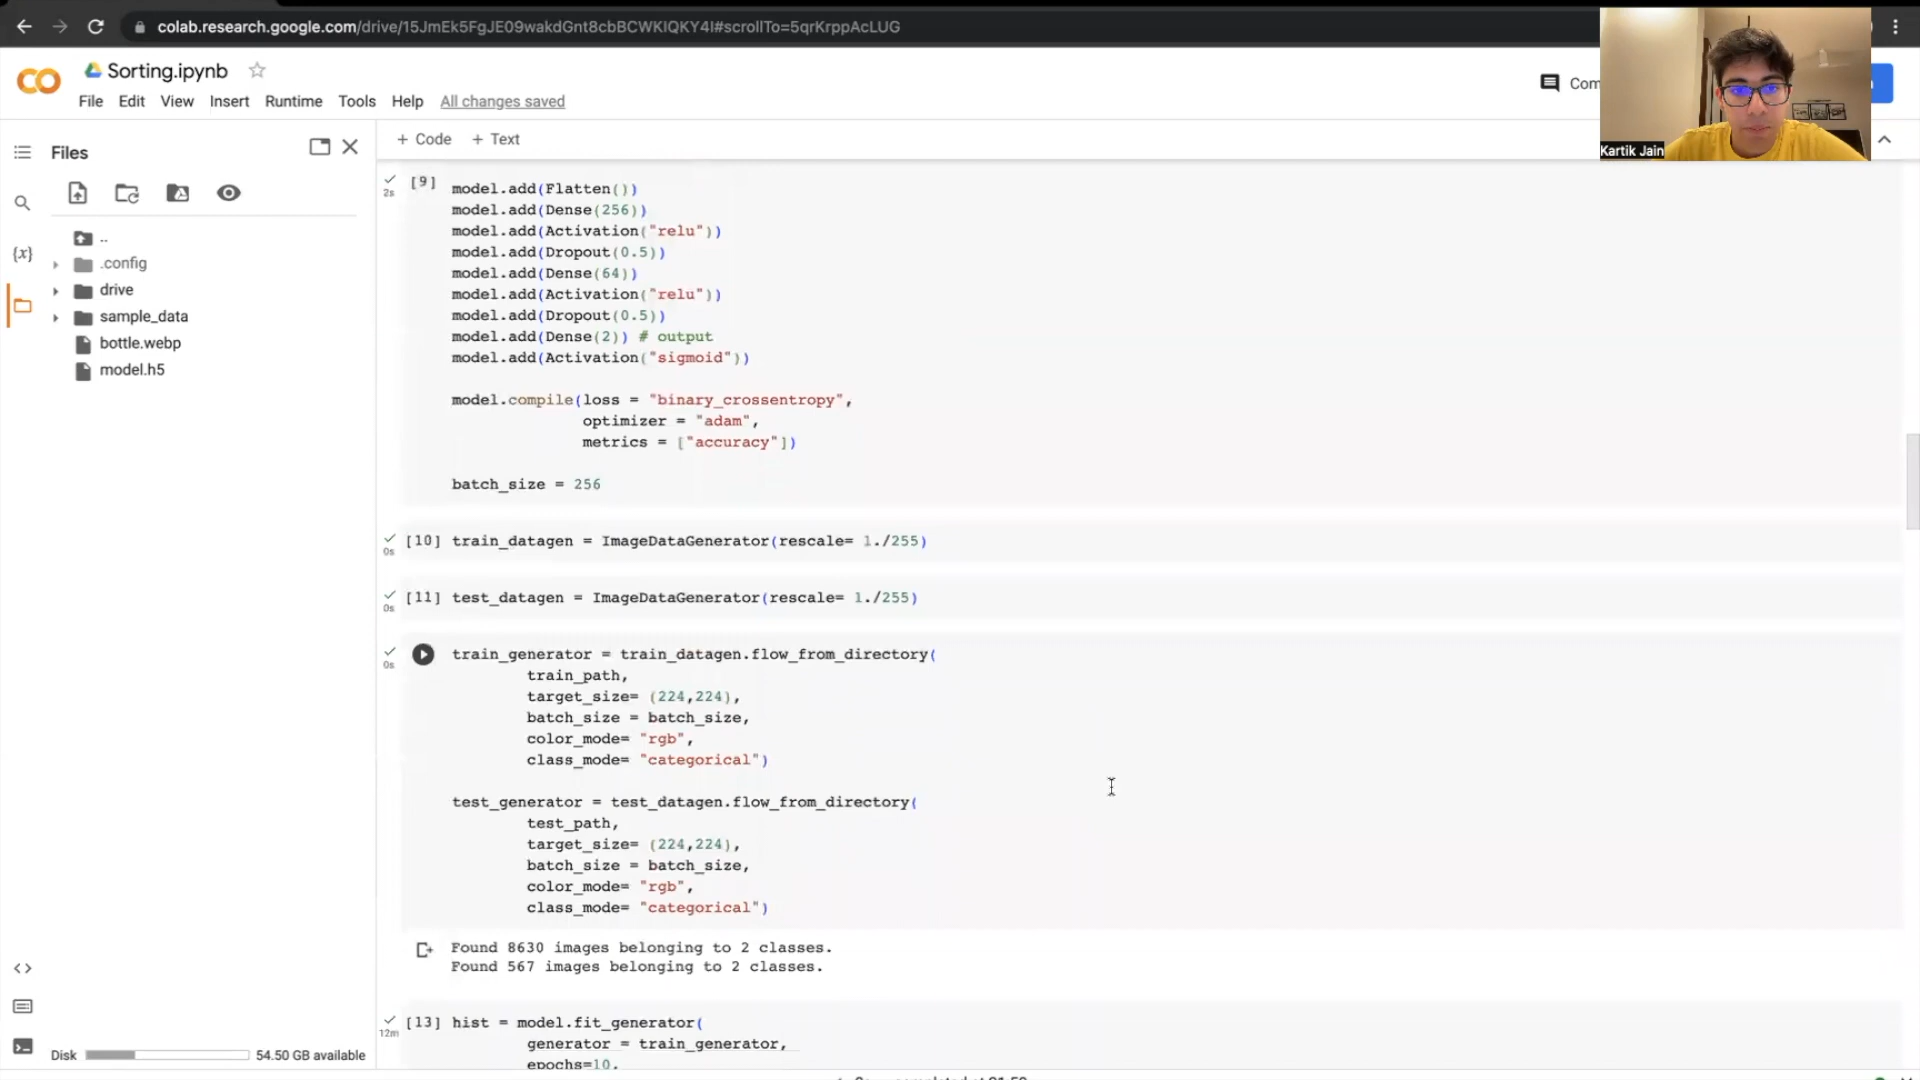 colab.research.google.com/drive/15JmEk5FgJE09wakdGnt8cbBCWKIQKY4I#scrollTo=5qrKrppAcLUG
Sorting.ipynb
File Edit View Insert Runtime Tools Help All changes saved
Com
Kartik Jain
Files
+ Code + Text
..
.config
drive
sample_data
bottle.webp
model.h5
{x}
Disk 54.50 GB available
2s [9] model.add(Flatten())
model.add(Dense(256))
model.add(Activation("relu"))
model.add(Dropout(0.5))
model.add(Dense(64))
model.add(Activation("relu"))
model.add(Dropout(0.5))
model.add(Dense(2)) # output
model.add(Activation("sigmoid"))
model.compile(loss = "binary_crossentropy",
optimizer = "adam",
metrics = ["accuracy"])
batch_size = 256
0s [10] train_datagen = ImageDataGenerator(rescale= 1./255)
0s [11] test_datagen = ImageDataGenerator(rescale= 1./255)
0s train_generator = train_datagen.flow_from_directory(
train_path,
target_size= (224,224),
batch_size = batch_size,
color_mode= "rgb",
class_mode= "categorical")
test_generator = test_datagen.flow_from_directory(
test_path,
target_size= (224,224),
batch_size = batch_size,
color_mode= "rgb",
class_mode= "categorical")
Found 8630 images belonging to 2 classes.
Found 567 images belonging to 2 classes.
12m [13] hist = model.fit_generator(
generator = train_generator,
epochs=10,